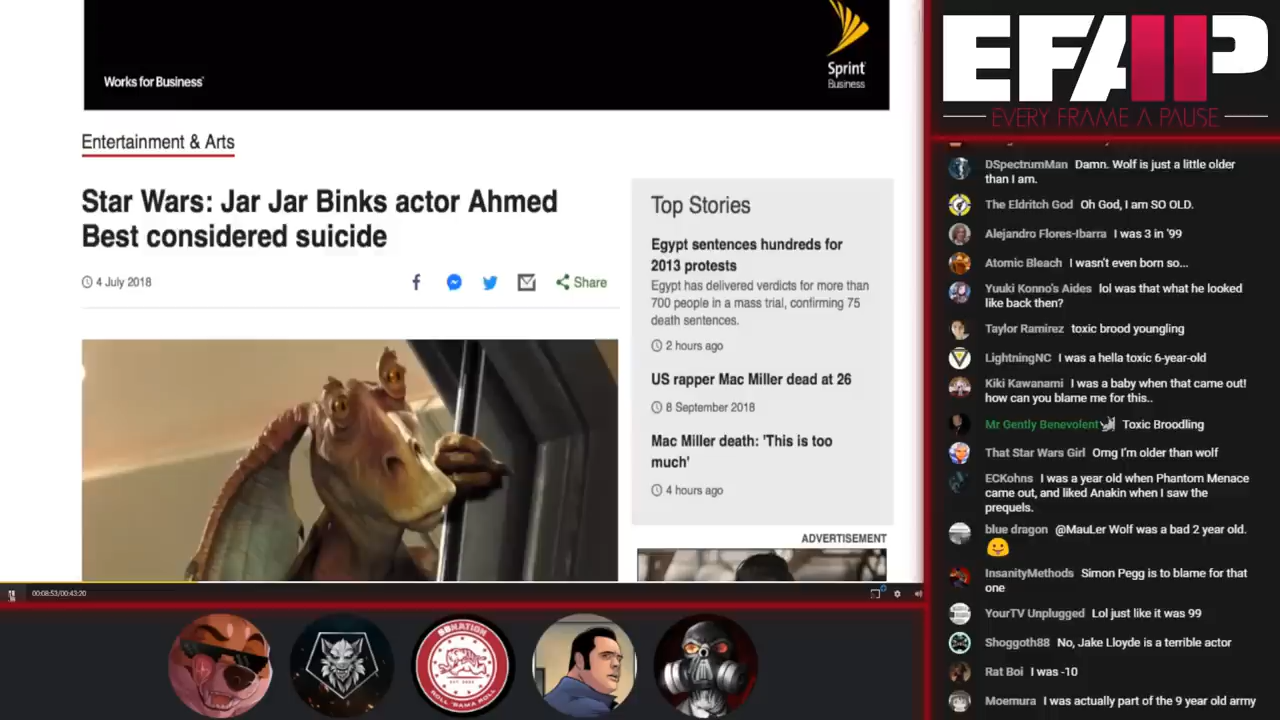 Works for Business
Sprint
Business
Entertainment & Arts
Star Wars: Jar Jar Binks actor Ahmed
Best considered suicide
4 July 2018
Share
Top Stories
Egypt sentences hundreds for
2013 protests
Egypt has delivered verdicts for more than
700 people in a mass trial, confirming 75
death sentences.
2 hours ago
US rapper Mac Miller dead at 26
8 September 2018
Mac Miller death: 'This is too
much'
4 hours ago
ADVERTISEMENT
00:08:53/00:43:20
BONATION
ROLL 'BAMA ROLL
EFAP
EVERY FRAME A PAUSE
DSpectrumMan Damn. Wolf is just a little older
than I am.
The Eldritch God Oh God, I am SO OLD.
Alejandro Flores-Ibarra I was 3 in '99
Atomic Bleach I wasn't even born so...
Yuuki Konno's Aides lol was that what he looked
like back then?
Taylor Ramirez toxic brood youngling
LightningNC I was a hella toxic 6-year-old
Kiki Kawanami I was a baby when that came out!
how can you blame me for this..
Mr Gently Benevolent Toxic Broodling
That Star Wars Girl Omg I'm older than wolf
ECKohns I was a year old when Phantom Menace
came out, and liked Anakin when I saw the
prequels.
blue dragon @MauLer Wolf was a bad 2 year old.
InsanityMethods Simon Pegg is to blame for that
one
YourTV Unplugged Lol just like it was 99
Shoggoth88 No, Jake Lloyde is a terrible actor
Rat Boi I was -10
Moemura I was actually part of the 9 year old army